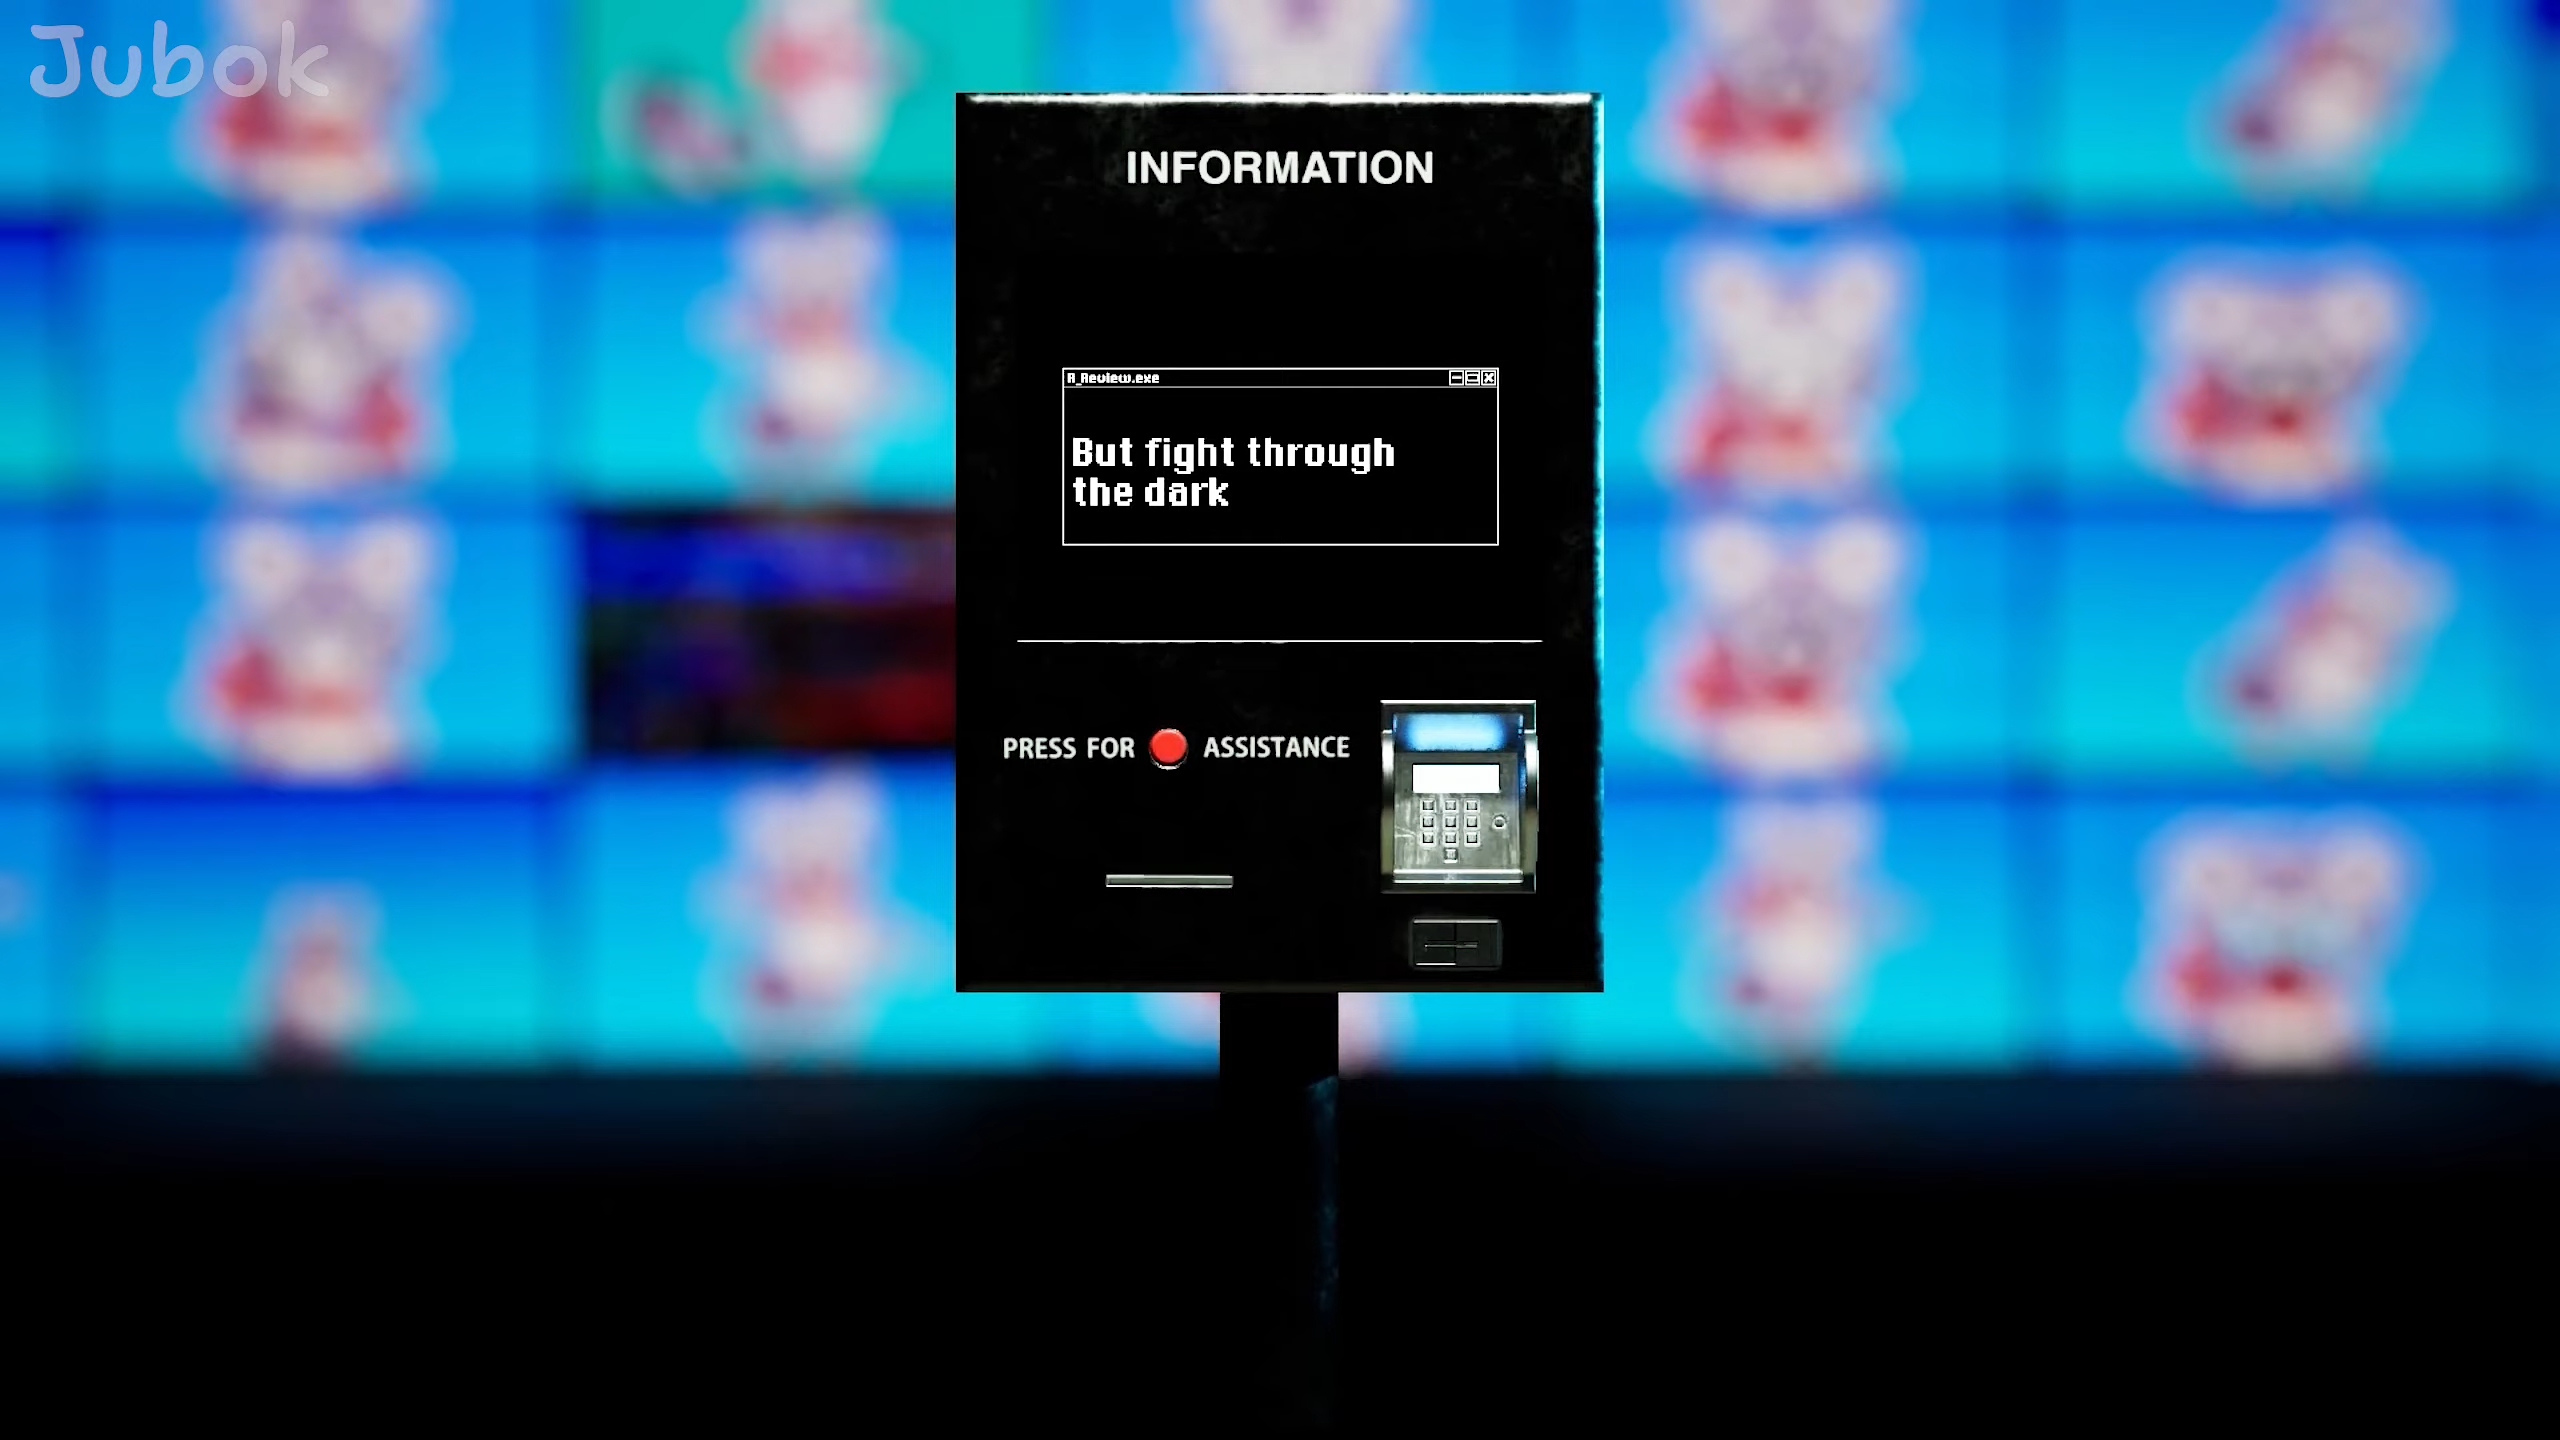 Jubok
INFORMATION
A_Review.exe
But fight through
the dark
PRESS FOR ASSISTANCE